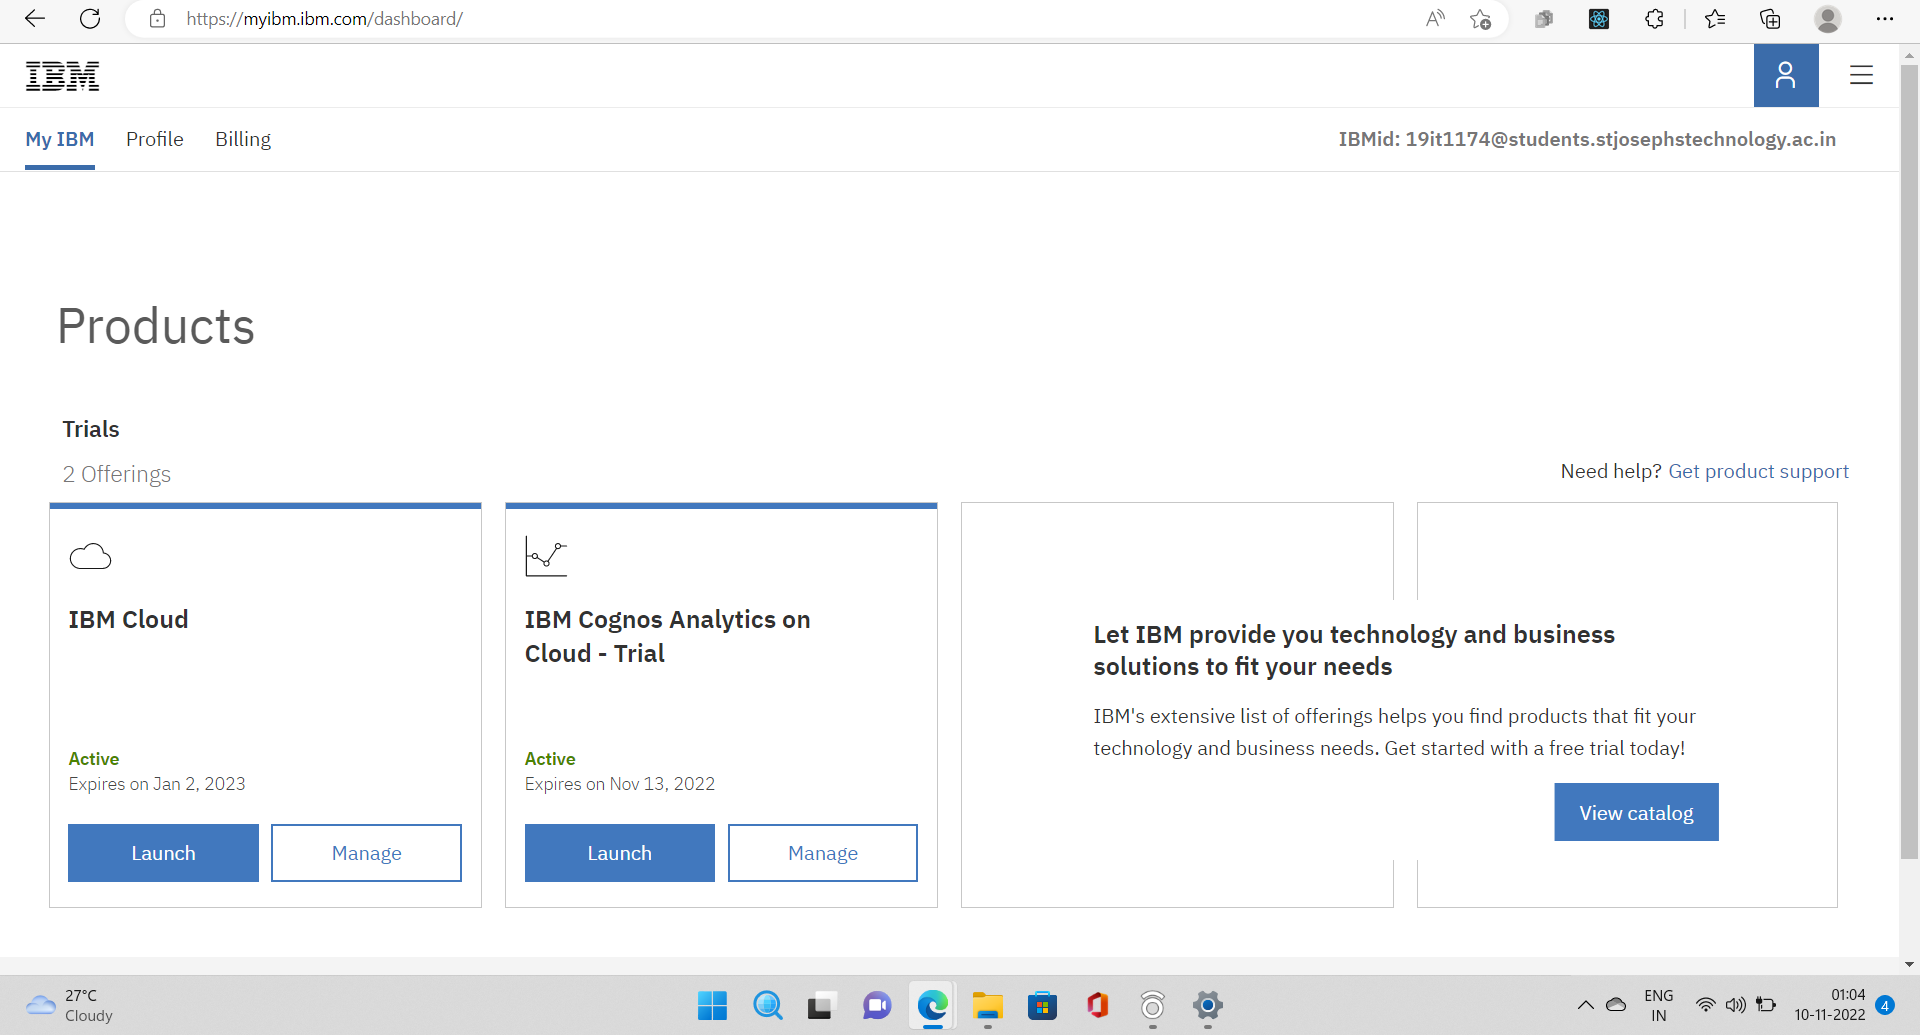 https://myibm.ibm.com/dashboard/
IBM
My IBM Profile Billing IBMid: 19it1174@students.stjosephstechnology.ac.in
Products
Trials
2 Offerings
Need help? Get product support
IBM Cloud
Active
Expires on Jan 2, 2023
Launch Manage
IBM Cognos Analytics on
Cloud - Trial
Active
Expires on Nov 13, 2022
Launch Manage
Let IBM provide you technology and business
solutions to fit your needs
IBM's extensive list of offerings helps you find products that fit your
technology and business needs. Get started with a free trial today!
View catalog
27°C
Cloudy
ENG
IN
01:04
10-11-2022
4